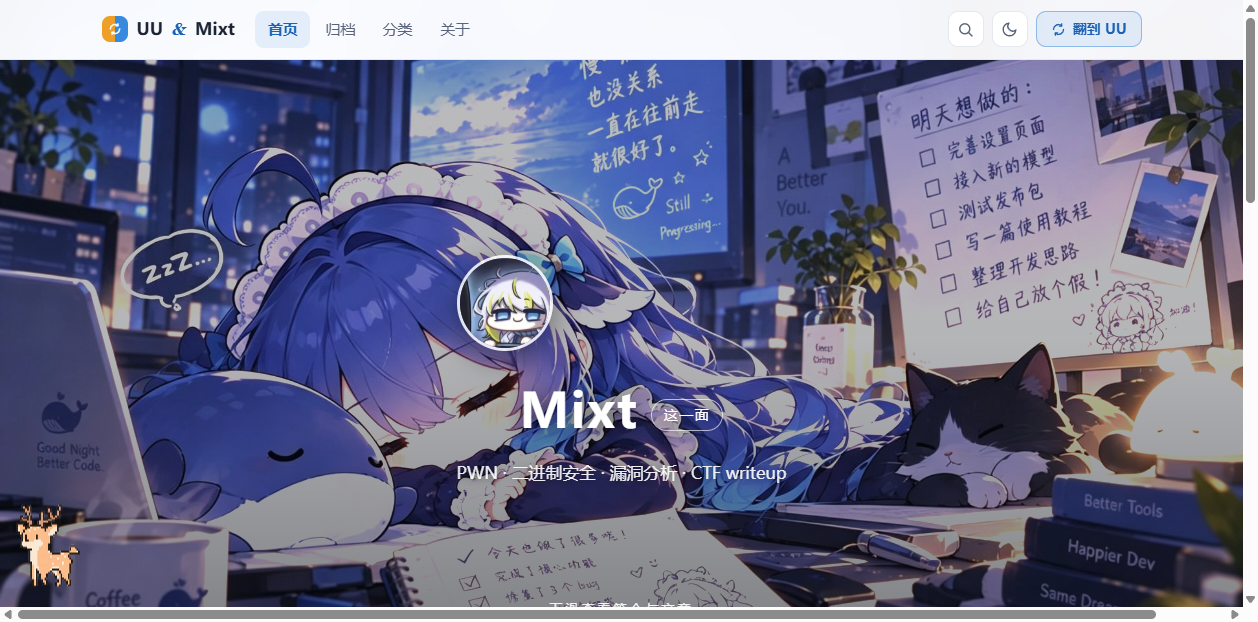 UU & Mixt
首页
归档
分类
关于
翻到 UU
也没关系
一直在往前走
就很好了。
Still
Progressing...
A
Better
You.
明天想做的：
完善设置页面
接入新的模型
测试发布包
写一篇使用教程
整理开发思路
给自己放个假！
加油！
zzz...
Mixt
这一面
PWN · 二进制安全 · 漏洞分析 · CTF writeup
Good Night
Better Code.
Better Tools
Happier Dev
Coffee
今天也做了很多呢！
完成了核心功能
修复了3个bug